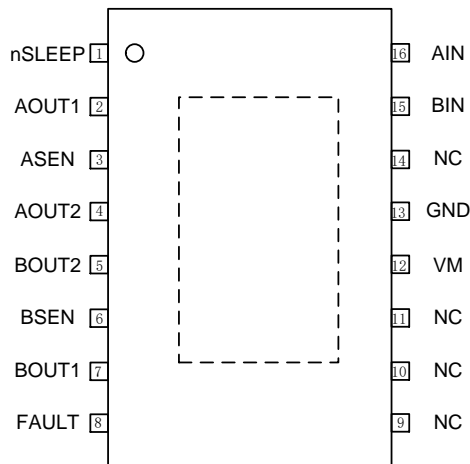 nSLEEP 1 16 AIN
AOUT1 2 15 BIN
ASEN 3 14 NC
AOUT2 4 13 GND
BOUT2 5 12 VM
BSEN 6 11 NC
BOUT1 7 10 NC
FAULT 8 9 NC